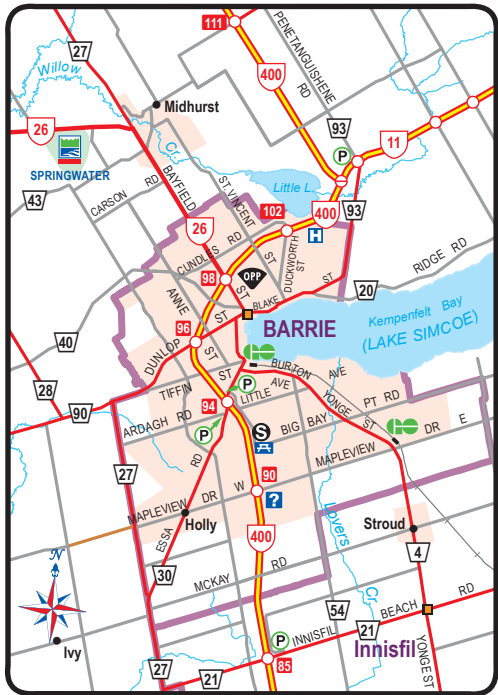 111
27
400
PENETANGUISHENE RD
Willow
Midhurst
Cr.
93
11
26
P
SPRINGWATER
BAYFIELD ST
ST. VINCENT ST
Little L.
43
CARSON RD
102
400
93
26
H
CUNDLES RD
DUCKWORTH ST
RIDGE RD
98
OPP
ANNE ST
BLAKE ST
20
Kempenfelt Bay
(LAKE SIMCOE)
96
BARRIE
40
DUNLOP ST
GO
BURTON AVE
28
TIFFIN ST
P
LITTLE AVE
90
94
YONGE ST
PT RD
ARDAGH RD
P
S
BIG BAY
GO
DR E
27
MAPLEVIEW
90
MAPLEVIEW DR W
?
Holly
Lovers Cr.
Stroud
ESSA RD
400
4
N
30
MCKAY RD
54
BEACH RD
P
INNISFIL
21
Ivy
Innisfil
27
21
85
YONGE ST